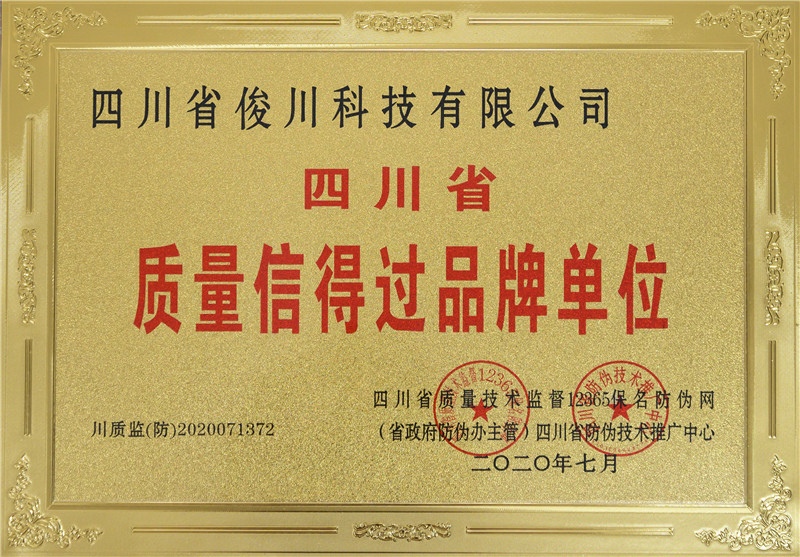 四川省俊川科技有限公司
四川省
质量信得过品牌单位
四川省质量技术监督12365保名防伪网
川质监(防)2020071372
(省政府防伪办主管)四川省防伪技术推广中心
二〇二〇年七月